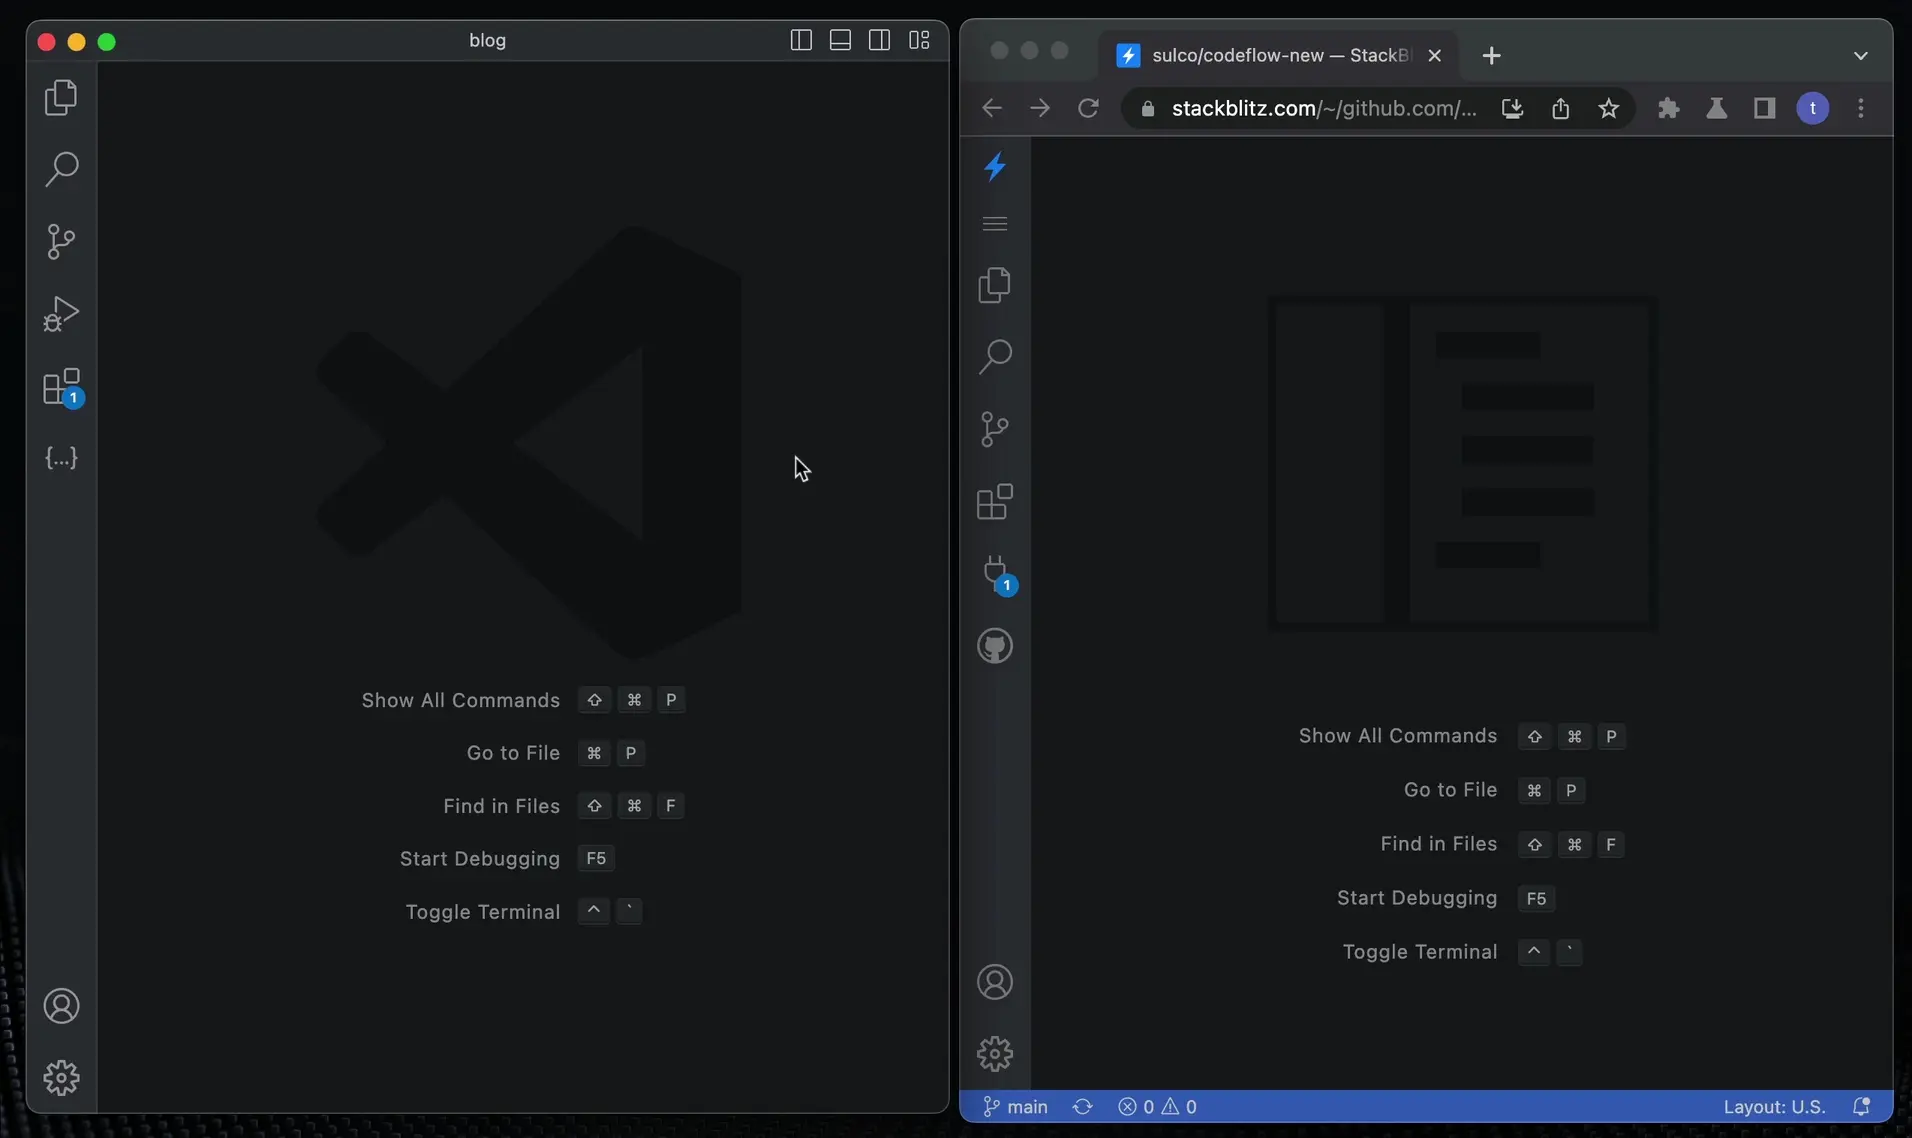 blog
1
{...}
Show All Commands ⇧ ⌘ P
Go to File ⌘ P
Find in Files ⇧ ⌘ F
Start Debugging F5
Toggle Terminal ^ `
sulco/codeflow-new — StackBl
stackblitz.com/~/github.com/...
t
1
Show All Commands ⇧ ⌘ P
Go to File ⌘ P
Find in Files ⇧ ⌘ F
Start Debugging F5
Toggle Terminal ^ `
main 0 0 Layout: U.S.